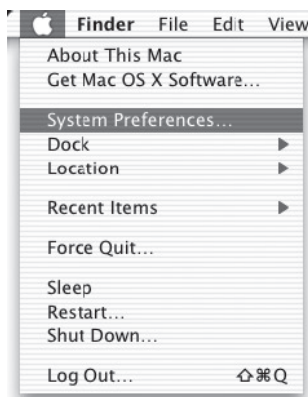 Finder File Edit View
About This Mac
Get Mac OS X Software...
System Preferences...
Dock
Location
Recent Items
Force Quit...
Sleep
Restart...
Shut Down...
Log Out... ⇧⌘Q